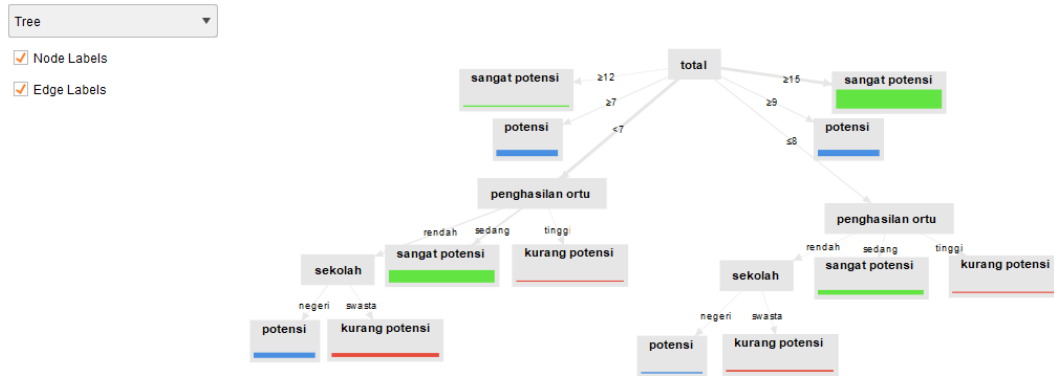 Tree
Node Labels
Edge Labels
total
≥12
≥15
sangat potensi
sangat potensi
≥7
≥9
potensi
potensi
<7
≤8
penghasilan ortu
penghasilan ortu
rendah
sedang
tinggi
rendah
sedang
tinggi
sekolah
sangat potensi
kurang potensi
sekolah
sangat potensi
kurang potensi
negeri
swasta
negeri
swasta
potensi
kurang potensi
potensi
kurang potensi